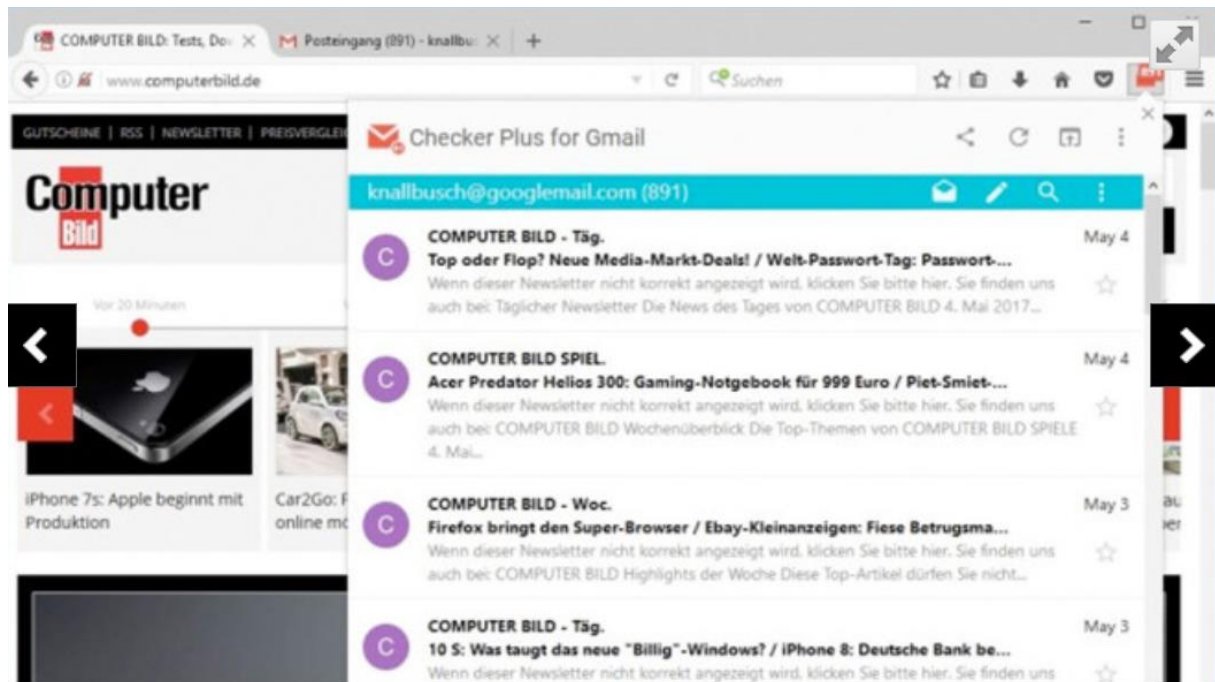 COMPUTER BILD: Tests, Dov
Posteingang (891) - knallbu:
www.computerbild.de
Suchen
GUTSCHEINE | RSS | NEWSLETTER | PREISVERGLEIC
Checker Plus for Gmail
Computer
Bild
knallbusch@googlemail.com (891)
COMPUTER BILD - Täg.
May 4
Top oder Flop? Neue Media-Markt-Deals! / Welt-Passwort-Tag: Passwort-...
Wenn dieser Newsletter nicht korrekt angezeigt wird, klicken Sie bitte hier. Sie finden uns
auch bei: Täglicher Newsletter Die News des Tages von COMPUTER BILD 4. Mai 2017...
Vor 20 Minuten
COMPUTER BILD SPIEL.
May 4
Acer Predator Helios 300: Gaming-Notgebook für 999 Euro / Piet-Smiet-...
Wenn dieser Newsletter nicht korrekt angezeigt wird, klicken Sie bitte hier. Sie finden uns
auch bei: COMPUTER BILD Wochenüberblick Die Top-Themen von COMPUTER BILD SPIELE
4. Mai...
iPhone 7s: Apple beginnt mit
Produktion
Car2Go: F
online mö
COMPUTER BILD - Woc.
May 3
Firefox bringt den Super-Browser / Ebay-Kleinanzeigen: Fiese Betrugsma...
Wenn dieser Newsletter nicht korrekt angezeigt wird, klicken Sie bitte hier. Sie finden uns
auch bei: COMPUTER BILD Highlights der Woche Diese Top-Artikel dürfen Sie nicht...
COMPUTER BILD - Täg.
May 3
10 S: Was taugt das neue "Billig"-Windows? / iPhone 8: Deutsche Bank be...
Wenn dieser Newsletter nicht korrekt angezeigt wird, klicken Sie bitte hier. Sie finden uns